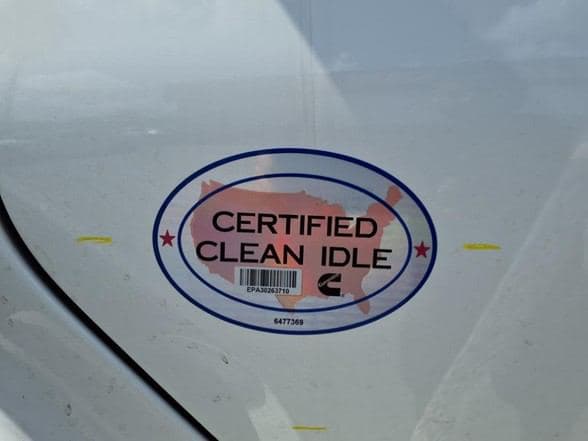 CERTIFIED
CLEAN IDLE
EPA30263710
6477369